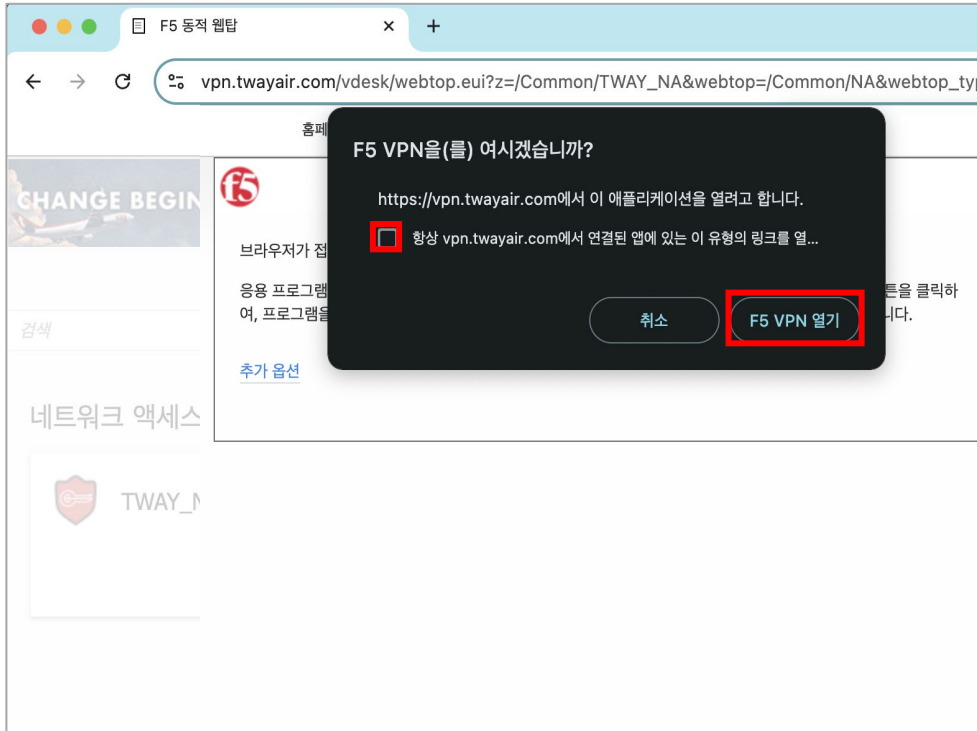 F5 동적 웹탑
vpn.twayair.com/vdesk/webtop.eui?z=/Common/TWAY_NA&webtop=/Common/NA&webtop_ty
홈페
CHANGE BEGIN
f5
F5 VPN을(를) 여시겠습니까?
https://vpn.twayair.com에서 이 애플리케이션을 열려고 합니다.
항상 vpn.twayair.com에서 연결된 앱에 있는 이 유형의 링크를 열...
취소
F5 VPN 열기
브라우저가 접
응용 프로그램 튼을 클릭하
여, 프로그램을 니다.
추가 옵션
검색
네트워크 액세스
TWAY_N